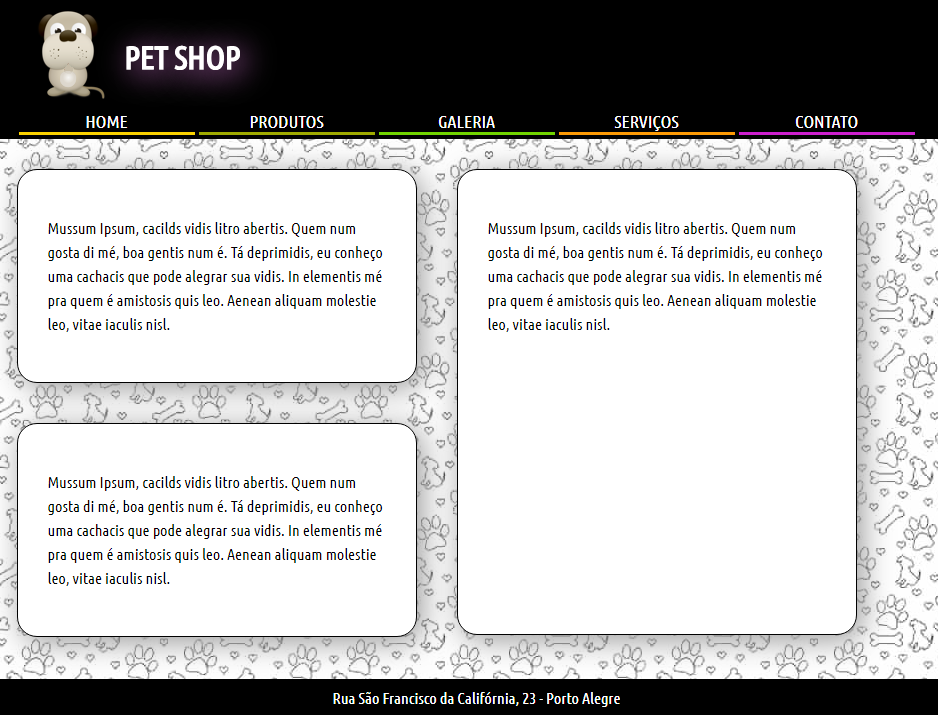 PET SHOP
HOME PRODUTOS GALERIA SERVIÇOS CONTATO
Mussum Ipsum, cacilds vidis litro abertis. Quem num
gosta di mé, boa gentis num é. Tá deprimidis, eu conheço
uma cachacis que pode alegrar sua vidis. In elementis mé
pra quem é amistosis quis leo. Aenean aliquam molestie
leo, vitae iaculis nisl.
Mussum Ipsum, cacilds vidis litro abertis. Quem num
gosta di mé, boa gentis num é. Tá deprimidis, eu conheço
uma cachacis que pode alegrar sua vidis. In elementis mé
pra quem é amistosis quis leo. Aenean aliquam molestie
leo, vitae iaculis nisl.
Mussum Ipsum, cacilds vidis litro abertis. Quem num
gosta di mé, boa gentis num é. Tá deprimidis, eu conheço
uma cachacis que pode alegrar sua vidis. In elementis mé
pra quem é amistosis quis leo. Aenean aliquam molestie
leo, vitae iaculis nisl.
Rua São Francisco da Califórnia, 23 - Porto Alegre